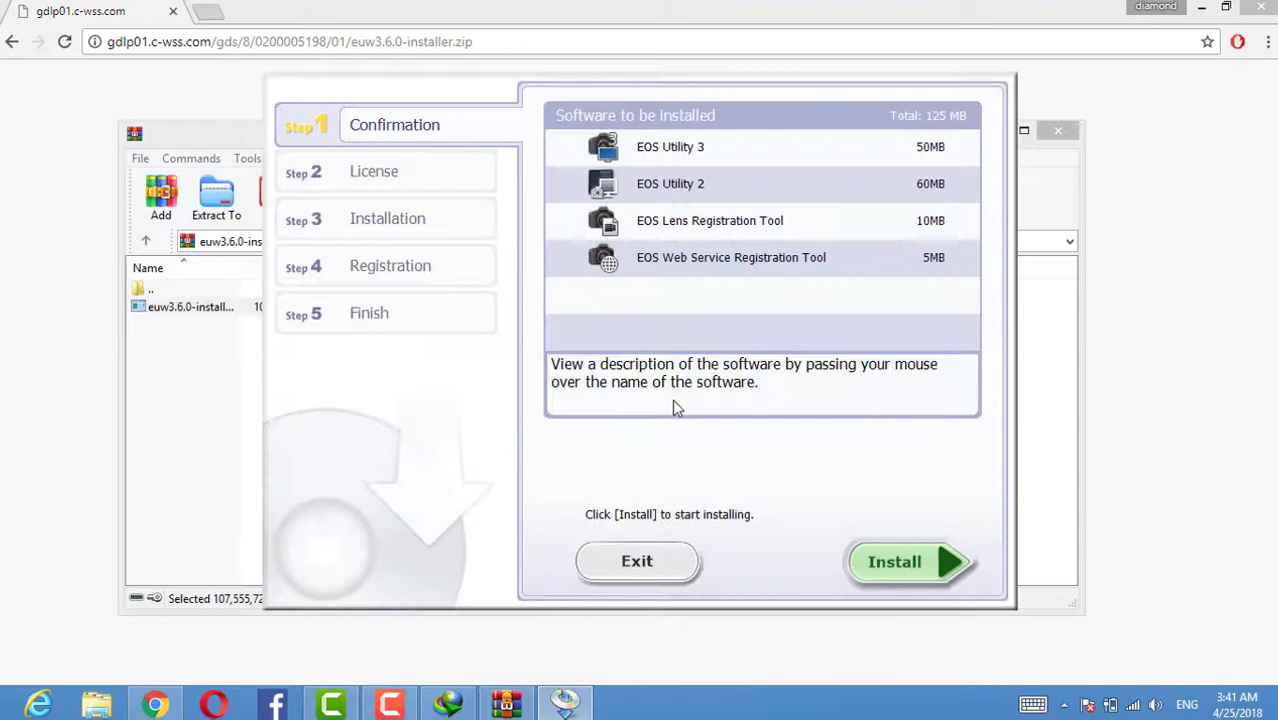 gdlp01.c-wss.com
diamond
gdlp01.c-wss.com/gds/8/0200005198/01/euw3.6.0-installer.zip
File Commands Tools
Add
Extract To
euw3.6.0-ins
Name
..
euw3.6.0-install... 10
Selected 107,555,72
Step 1 Confirmation
Step 2 License
Step 3 Installation
Step 4 Registration
Step 5 Finish
Software to be installed Total: 125 MB
EOS Utility 3 50MB
EOS Utility 2 60MB
EOS Lens Registration Tool 10MB
EOS Web Service Registration Tool 5MB
View a description of the software by passing your mouse
over the name of the software.
Click [Install] to start installing.
Exit
Install
ENG
3:41 AM
4/25/2018